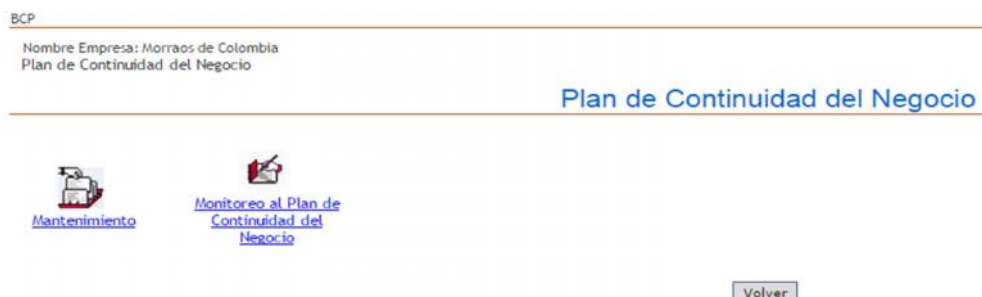 BCP
Nombre Empresa: Morraos de Colombia
Plan de Continuidad del Negocio
Plan de Continuidad del Negocio
Mantenimiento
Monitoreo al Plan de
Continuidad del
Negocio
Volver